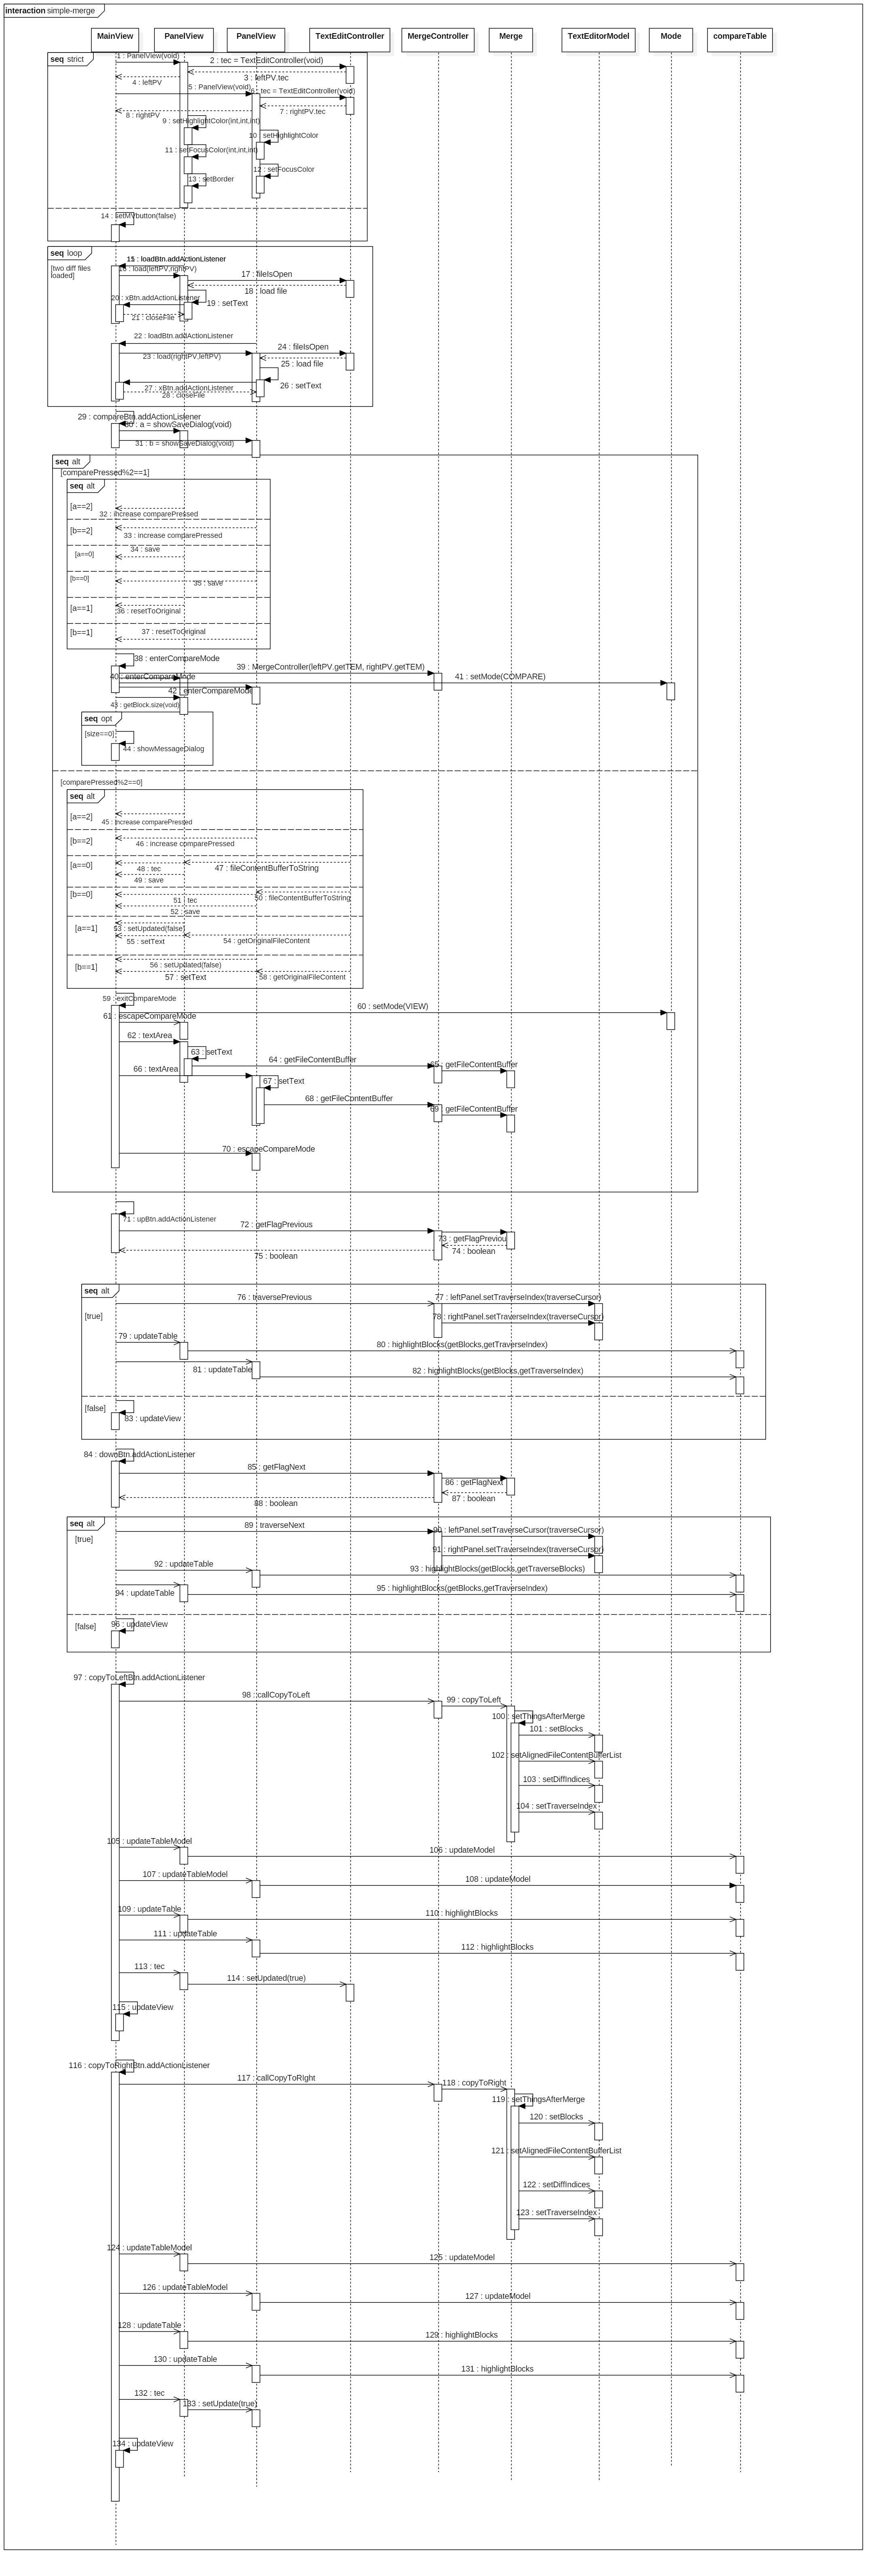 interaction simple-merge
MainView
PanelView
PanelView
TextEditController
MergeController
Merge
TextEditorModel
Mode
compareTable
seq strict
1 : PanelView(void)
2 : tec = TextEditController(void)
3 : leftPV.tec
4 : leftPV
5 : PanelView(void)
6 : tec = TextEditController(void)
7 : rightPV.tec
8 : rightPV
9 : setHighlightColor(int,int,int)
10 : setHighlightColor
11 : setFocusColor(int,int,int)
12 : setFocusColor
13 : setBorder
14 : setMVbutton(false)
seq loop
[two diff files
loaded]
15 : loadBtn.addActionListener
16 : load(leftPV,rightPV)
17 : fileIsOpen
18 : load file
19 : setText
20 : xBtn.addActionListener
21 : closeFile
22 : loadBtn.addActionListener
23 : load(rightPV,leftPV)
24 : fileIsOpen
25 : load file
26 : setText
27 : xBtn.addActionListener
28 : closeFile
29 : compareBtn.addActionListener
30 : a = showSaveDialog(void)
31 : b = showSaveDialog(void)
seq alt
[comparePressed%2==1]
seq alt
[a==2]
32 : increase comparePressed
[b==2]
33 : increase comparePressed
[a==0]
34 : save
[b==0]
35 : save
[a==1]
36 : resetToOriginal
[b==1]
37 : resetToOriginal
38 : enterCompareMode
39 : MergeController(leftPV.getTEM, rightPV.getTEM)
40 : enterCompareMode
41 : setMode(COMPARE)
42 : enterCompareMode
43 : getBlock.size(void)
seq opt
[size==0]
44 : showMessageDialog
[comparePressed%2==0]
seq alt
[a==2]
45 : increase comparePressed
[b==2]
46 : increase comparePressed
[a==0]
47 : fileContentBufferToString
48 : tec
49 : save
[b==0]
50 : fileContentBufferToString
51 : tec
52 : save
[a==1]
53 : setUpdated(false)
54 : getOriginalFileContent
55 : setText
[b==1]
56 : setUpdated(false)
57 : setText
58 : getOriginalFileContent
59 : exitCompareMode
60 : setMode(VIEW)
61 : escapeCompareMode
62 : textArea
63 : setText
64 : getFileContentBuffer
65 : getFileContentBuffer
66 : textArea
67 : setText
68 : getFileContentBuffer
69 : getFileContentBuffer
70 : escapeCompareMode
71 : upBtn.addActionListener
72 : getFlagPrevious
73 : getFlagPrevious
74 : boolean
75 : boolean
seq alt
[true]
76 : traversePrevious
77 : leftPanel.setTraverseIndex(traverseCursor)
78 : rightPanel.setTraverseIndex(traverseCursor)
79 : updateTable
80 : highlightBlocks(getBlocks,getTraverseIndex)
81 : updateTable
82 : highlightBlocks(getBlocks,getTraverseIndex)
[false]
83 : updateView
84 : downBtn.addActionListener
85 : getFlagNext
86 : getFlagNext
87 : boolean
88 : boolean
seq alt
[true]
89 : traverseNext
90 : leftPanel.setTraverseCursor(traverseCursor)
91 : rightPanel.setTraverseCursor(traverseCursor)
92 : updateTable
93 : highlightBlocks(getBlocks,getTraverseBlocks)
94 : updateTable
95 : highlightBlocks(getBlocks,getTraverseIndex)
[false]
96 : updateView
97 : copyToLeftBtn.addActionListener
98 : callCopyToLeft
99 : copyToLeft
100 : setThingsAfterMerge
101 : setBlocks
102 : setAlignedFileContentBufferList
103 : setDiffIndices
104 : setTraverseIndex
105 : updateTableModel
106 : updateModel
107 : updateTableModel
108 : updateModel
109 : updateTable
110 : highlightBlocks
111 : updateTable
112 : highlightBlocks
113 : tec
114 : setUpdated(true)
115 : updateView
116 : copyToRightBtn.addActionListener
117 : callCopyToRIght
118 : copyToRight
119 : setThingsAfterMerge
120 : setBlocks
121 : setAlignedFileContentBufferList
122 : setDiffIndices
123 : setTraverseIndex
124 : updateTableModel
125 : updateModel
126 : updateTableModel
127 : updateModel
128 : updateTable
129 : highlightBlocks
130 : updateTable
131 : highlightBlocks
132 : tec
133 : setUpdate(true)
134 : updateView